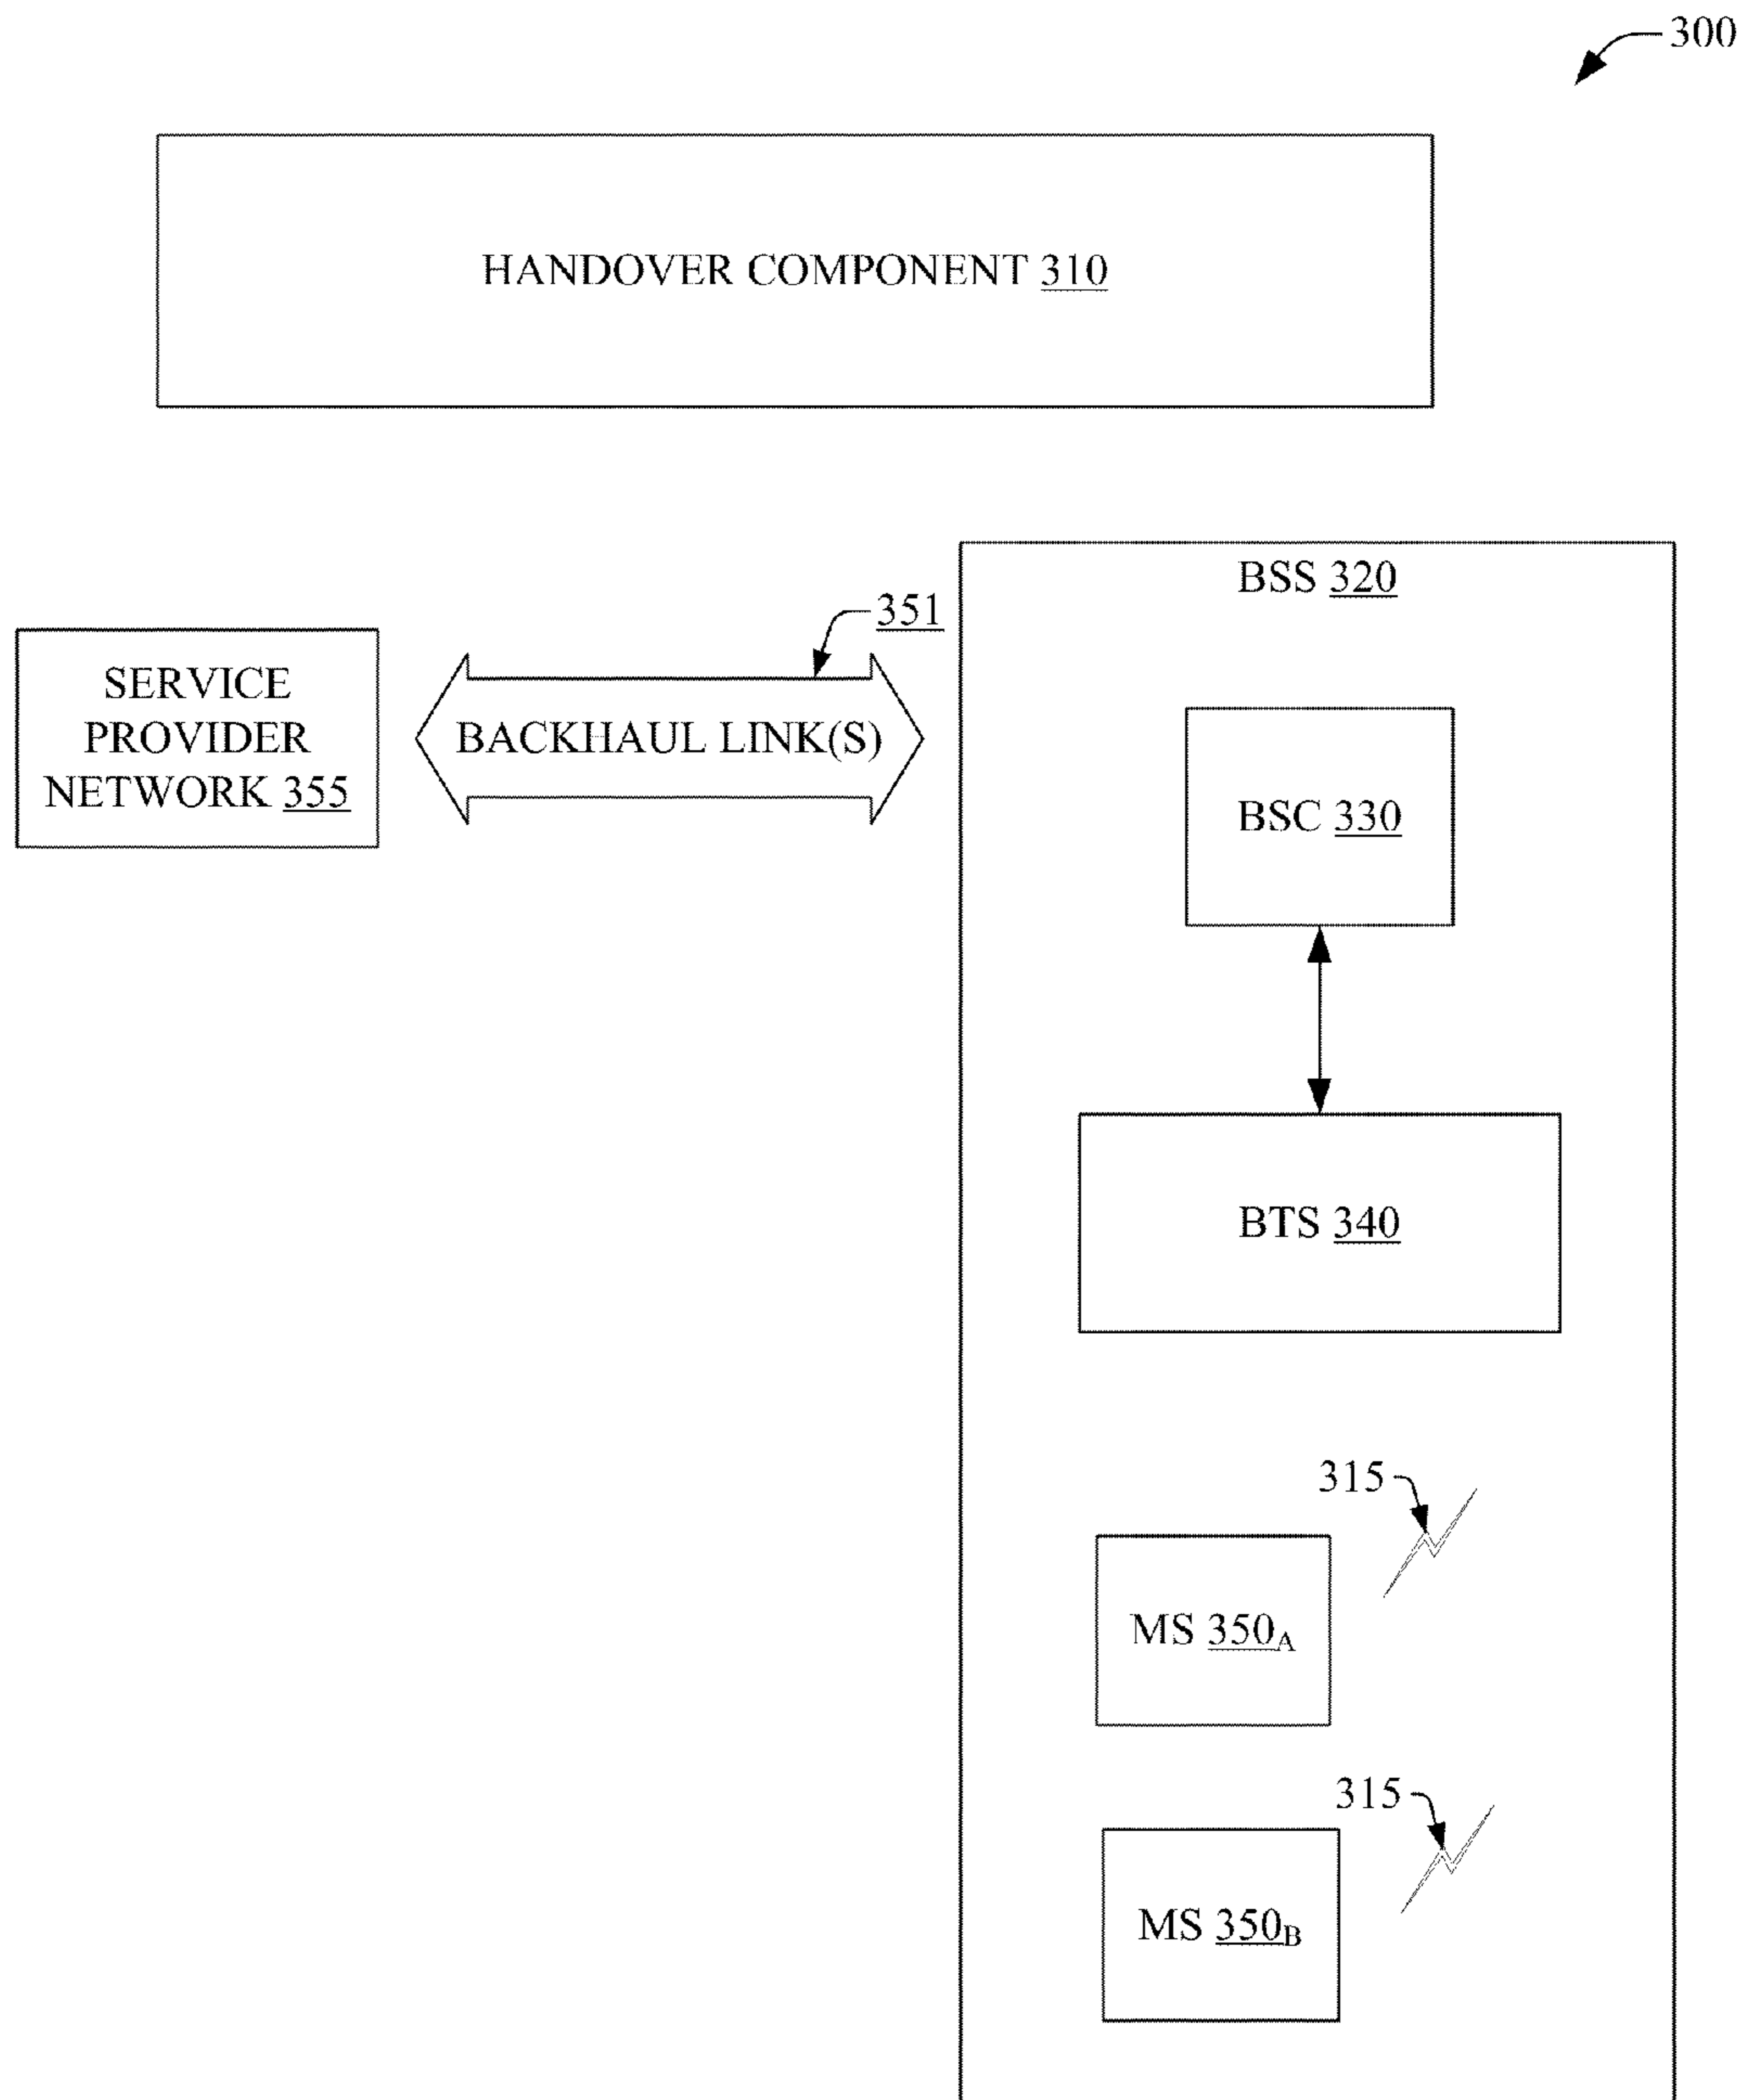 300
HANDOVER COMPONENT 310
BSS 320
351
SERVICE
PROVIDER
NETWORK 355
BACKHAUL LINK(S)
BSC 330
BTS 340
315
MS 350A
315
MS 350B